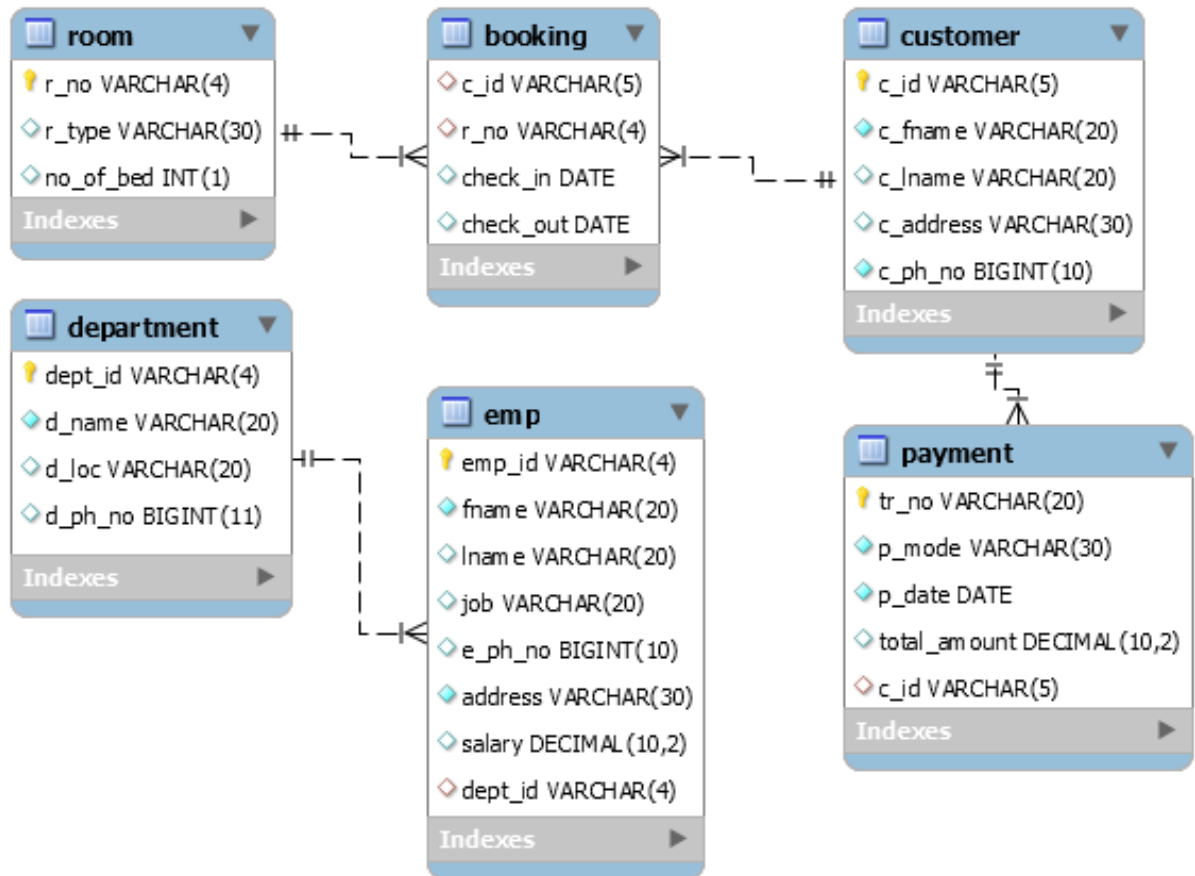 room
r_no VARCHAR(4)
r_type VARCHAR(30)
no_of_bed INT(1)
Indexes
booking
c_id VARCHAR(5)
r_no VARCHAR(4)
check_in DATE
check_out DATE
Indexes
customer
c_id VARCHAR(5)
c_fname VARCHAR(20)
c_lname VARCHAR(20)
c_address VARCHAR(30)
c_ph_no BIGINT(10)
Indexes
department
dept_id VARCHAR(4)
d_name VARCHAR(20)
d_loc VARCHAR(20)
d_ph_no BIGINT(11)
Indexes
emp
emp_id VARCHAR(4)
fname VARCHAR(20)
lname VARCHAR(20)
job VARCHAR(20)
e_ph_no BIGINT(10)
address VARCHAR(30)
salary DECIMAL(10,2)
dept_id VARCHAR(4)
Indexes
payment
tr_no VARCHAR(20)
p_mode VARCHAR(30)
p_date DATE
total_amount DECIMAL(10,2)
c_id VARCHAR(5)
Indexes